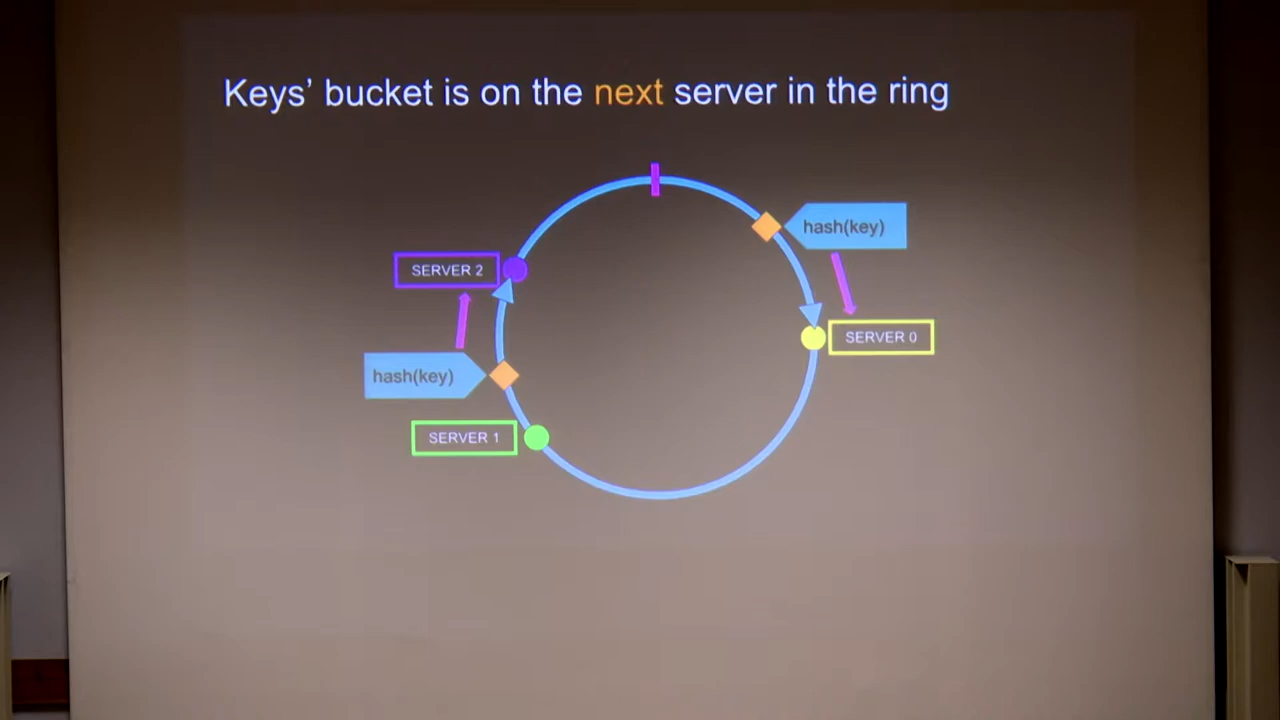 Keys’ bucket is on the next server in the ring
hash(key)
SERVER 2
SERVER 0
hash(key)
SERVER 1